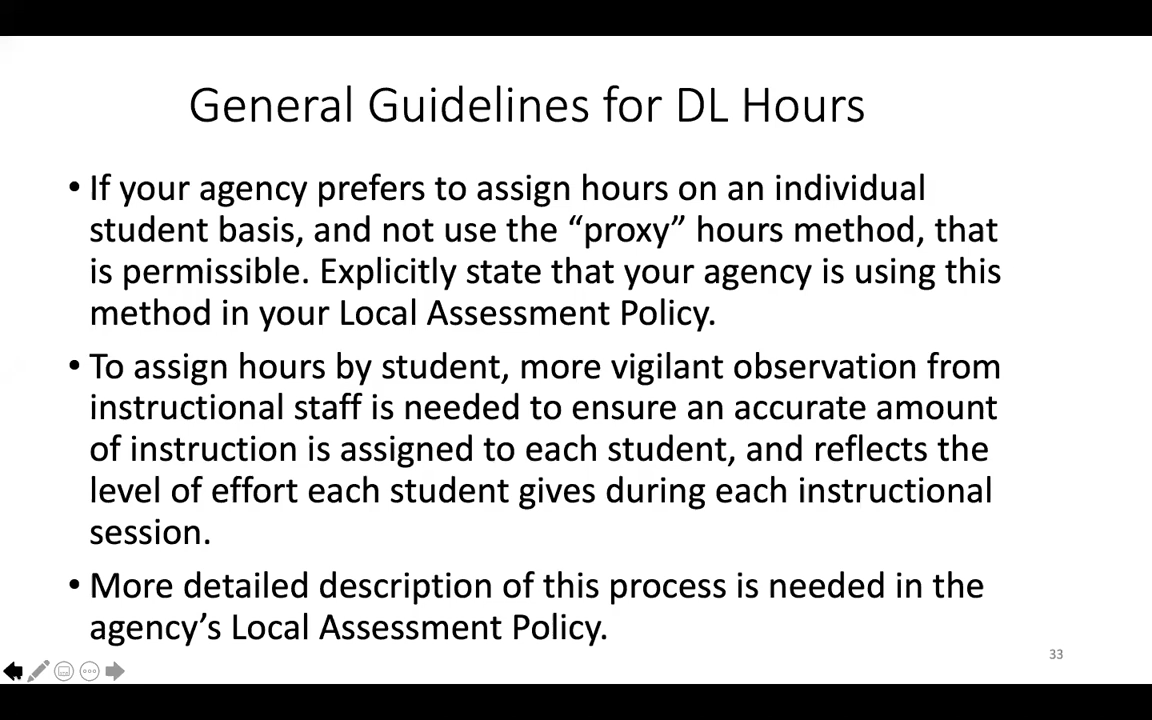 General Guidelines for DL Hours
• If your agency prefers to assign hours on an individual
student basis, and not use the “proxy” hours method, that
is permissible. Explicitly state that your agency is using this
method in your Local Assessment Policy.
• To assign hours by student, more vigilant observation from
instructional staff is needed to ensure an accurate amount
of instruction is assigned to each student, and reflects the
level of effort each student gives during each instructional
session.
• More detailed description of this process is needed in the
agency’s Local Assessment Policy.
33